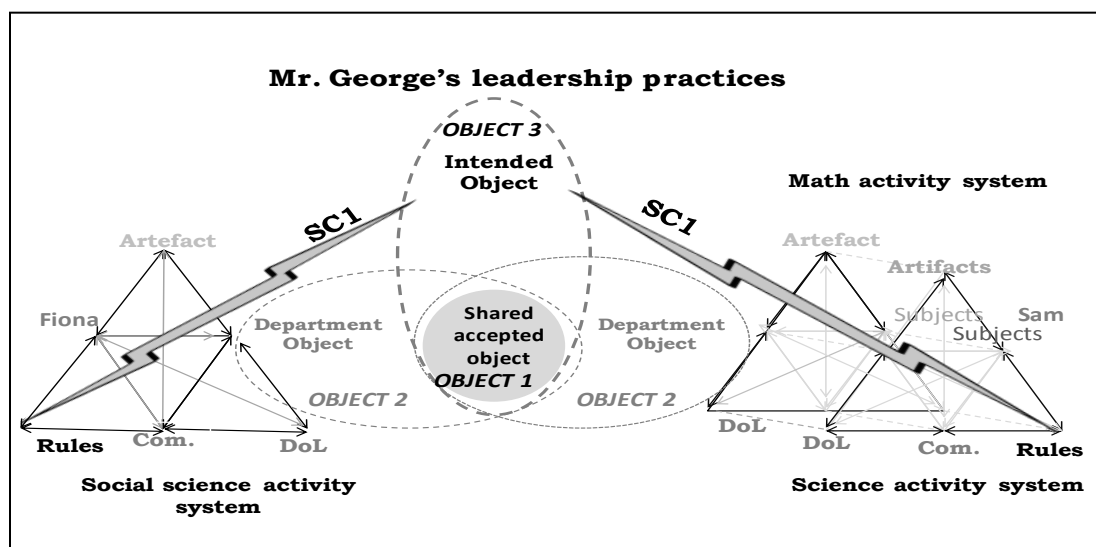 Mr. George's leadership practices
OBJECT 3
Intended
Object
Math activity system
SC1
SC1
Artefact
Artefact
Artifacts
Fiona
Department
Object
Shared
accepted
object
OBJECT 1
Department
Object
Subjects
Sam
Subjects
OBJECT 2
OBJECT 2
Rules
Com.
DoL
DoL
DoL
Com.
Rules
Social science activity
system
Science activity system